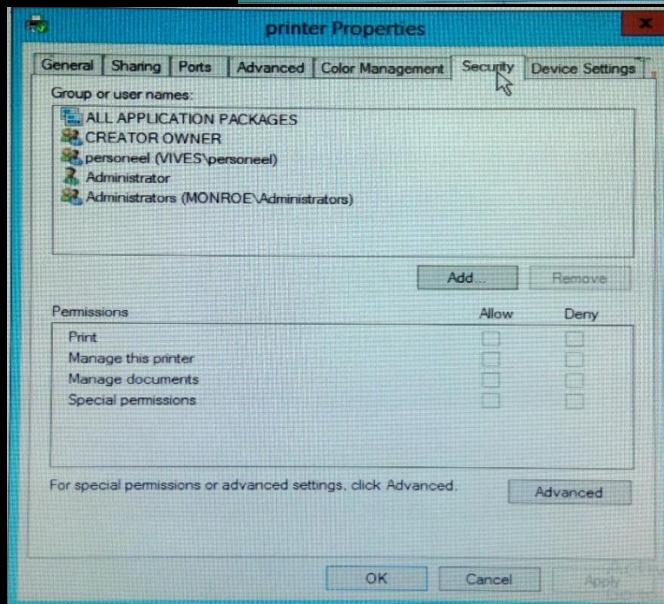 printer Properties
x
General Sharing Ports Advanced Color Management Security Device Settings
Group or user names:
ALL APPLICATION PACKAGES
CREATOR OWNER
personeel (VIVES\personeel)
Administrator
Administrators (MONROE\Administrators)
Add... Remove
Permissions Allow Deny
Print
Manage this printer
Manage documents
Special permissions
For special permissions or advanced settings, click Advanced.
Advanced
OK Cancel Apply